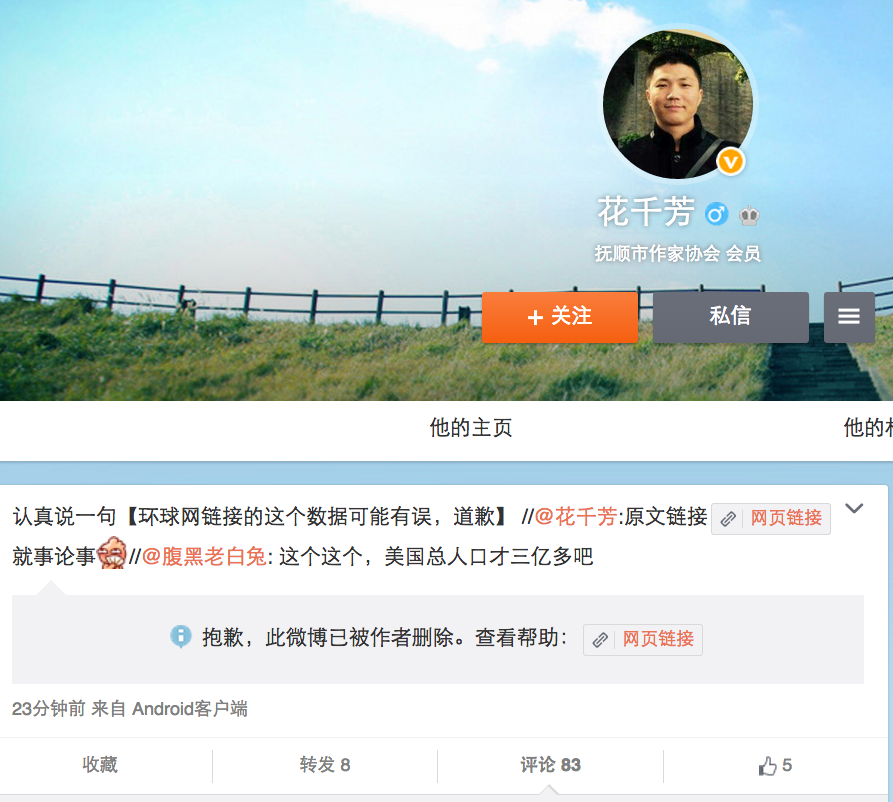 花千芳
抚顺市作家协会 会员
+ 关注
私信
他的主页
他的
认真说一句【环球网链接的这个数据可能有误，道歉】 //@花千芳:原文链接 网页链接
就事论事//@腹黑老白兔: 这个这个，美国总人口才三亿多吧
抱歉，此微博已被作者删除。查看帮助： 网页链接
23分钟前 来自 Android客户端
收藏
转发 8
评论 83
5